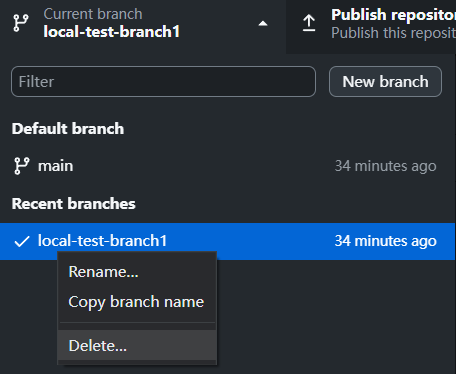 Current branch
local-test-branch1
Publish repositor
Publish this reposit
Filter
New branch
Default branch
main
34 minutes ago
Recent branches
local-test-branch1
34 minutes ago
Rename...
Copy branch name
Delete...